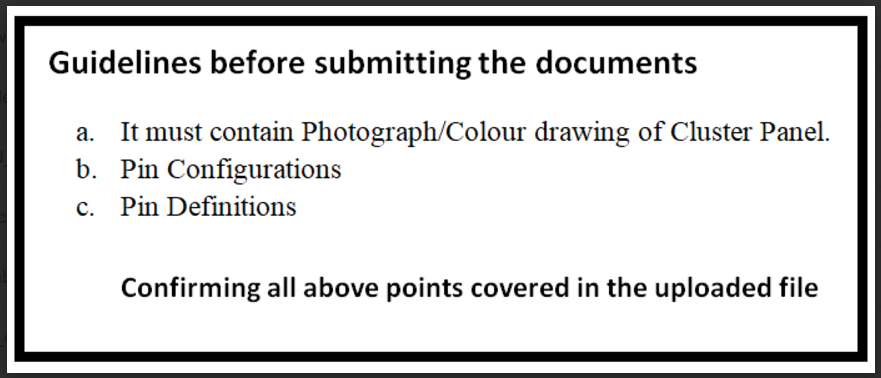 Guidelines before submitting the documents
a. It must contain Photograph/Colour drawing of Cluster Panel.
b. Pin Configurations
c. Pin Definitions
Confirming all above points covered in the uploaded file